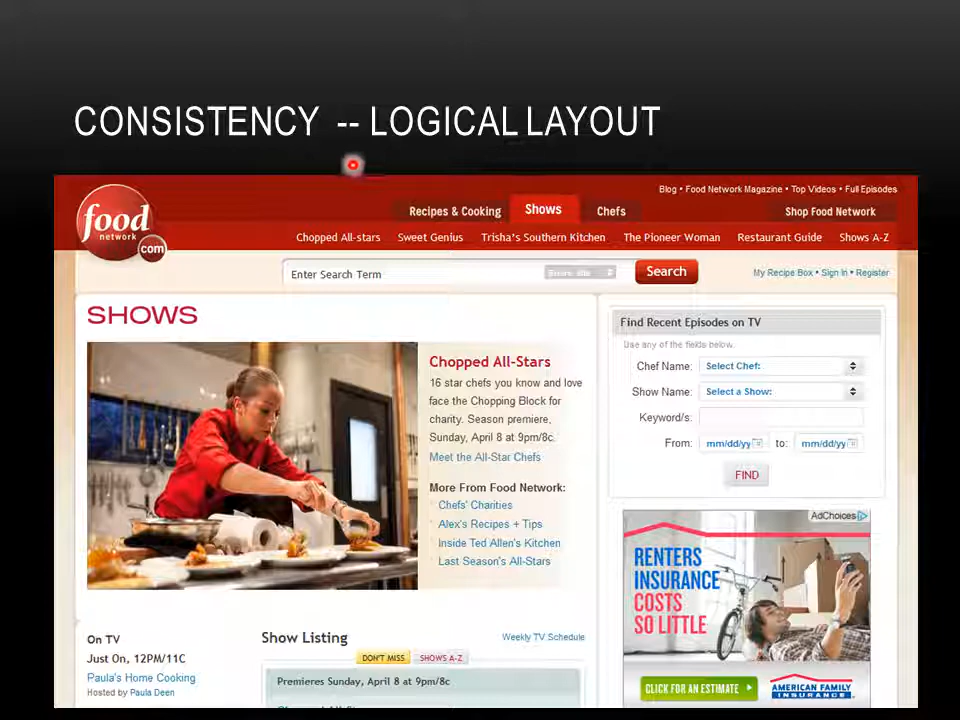 CONSISTENCY -- LOGICAL LAYOUT
Blog • Food Network Magazine • Top Videos • Full Episodes
food
network
com
Recipes & Cooking
Shows
Chefs
Shop Food Network
Chopped All-stars
Sweet Genius
Trisha's Southern Kitchen
The Pioneer Woman
Restaurant Guide
Shows A-Z
Enter Search Term
Search
My Recipe Box • Sign In • Register
SHOWS
Chopped All-Stars
16 star chefs you know and love
face the Chopping Block for
charity. Season premiere,
Sunday, April 8 at 9pm/8c.
Meet the All-Star Chefs
More From Food Network:
Chefs' Charities
Alex's Recipes + Tips
Inside Ted Allen's Kitchen
Last Season's All-Stars
Find Recent Episodes on TV
Use any of the fields below.
Chef Name: Select Chef:
Show Name: Select a Show:
Keyword/s:
From: mm/dd/yy to: mm/dd/yy
FIND
AdChoices
RENTERS
INSURANCE
COSTS
SO LITTLE
CLICK FOR AN ESTIMATE
AMERICAN FAMILY
INSURANCE
On TV
Just On, 12PM/11C
Paula's Home Cooking
Hosted by Paula Deen
Show Listing
Weekly TV Schedule
DON'T MISS
SHOWS A-Z
Premieres Sunday, April 8 at 9pm/8c